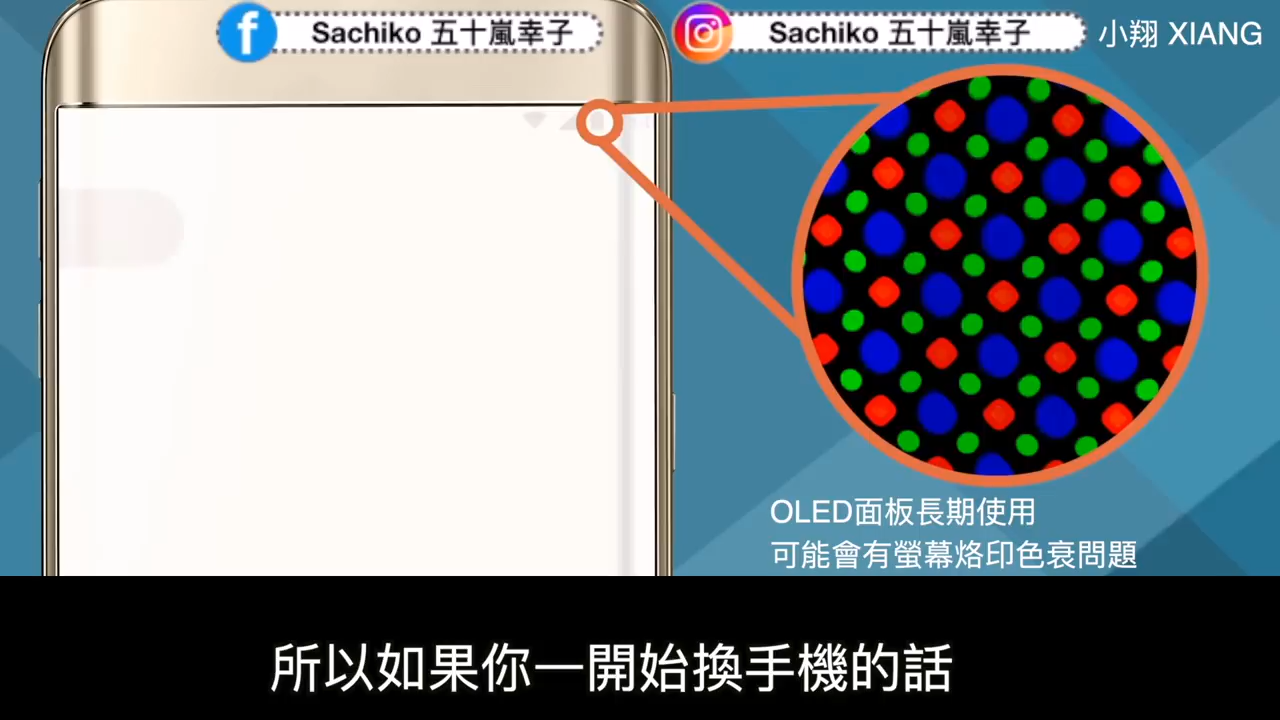 Sachiko 五十嵐幸子
Sachiko 五十嵐幸子
小翔 XIANG
OLED面板長期使用
可能會有螢幕烙印色衰問題
所以如果你一開始換手機的話